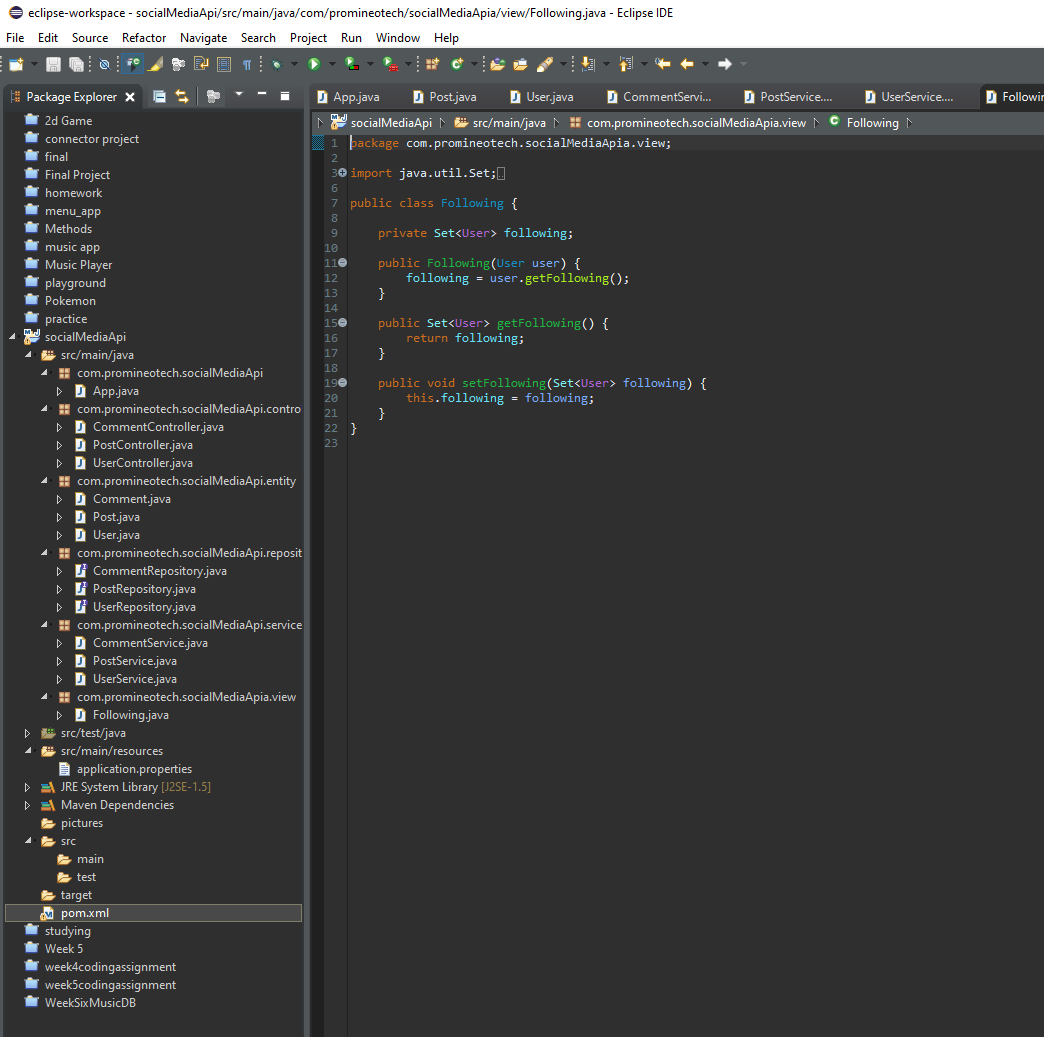 eclipse-workspace - socialMediaApi/src/main/java/com/promineotech/socialMediaApia/view/Following.java - Eclipse IDE
File Edit Source Refactor Navigate Search Project Run Window Help
Package Explorer
2d Game
connector project
final
Final Project
homework
menu_app
Methods
music app
Music Player
playground
Pokemon
practice
socialMediaApi
src/main/java
com.promineotech.socialMediaApi
App.java
com.promineotech.socialMediaApi.contro
CommentController.java
PostController.java
UserController.java
com.promineotech.socialMediaApi.entity
Comment.java
Post.java
User.java
com.promineotech.socialMediaApi.reposit
CommentRepository.java
PostRepository.java
UserRepository.java
com.promineotech.socialMediaApi.service
CommentService.java
PostService.java
UserService.java
com.promineotech.socialMediaApia.view
Following.java
src/test/java
src/main/resources
application.properties
JRE System Library [J2SE-1.5]
Maven Dependencies
pictures
src
main
test
target
pom.xml
studying
Week 5
week4codingassignment
week5codingassignment
WeekSixMusicDB
App.java Post.java User.java CommentServi... PostService.... UserService.... Followin
socialMediaApi src/main/java com.promineotech.socialMediaApia.view Following
1 package com.promineotech.socialMediaApia.view;
2
3 import java.util.Set;
6
7 public class Following {
8
9 private Set<User> following;
10
11 public Following(User user) {
12 following = user.getFollowing();
13 }
14
15 public Set<User> getFollowing() {
16 return following;
17 }
18
19 public void setFollowing(Set<User> following) {
20 this.following = following;
21 }
22 }
23